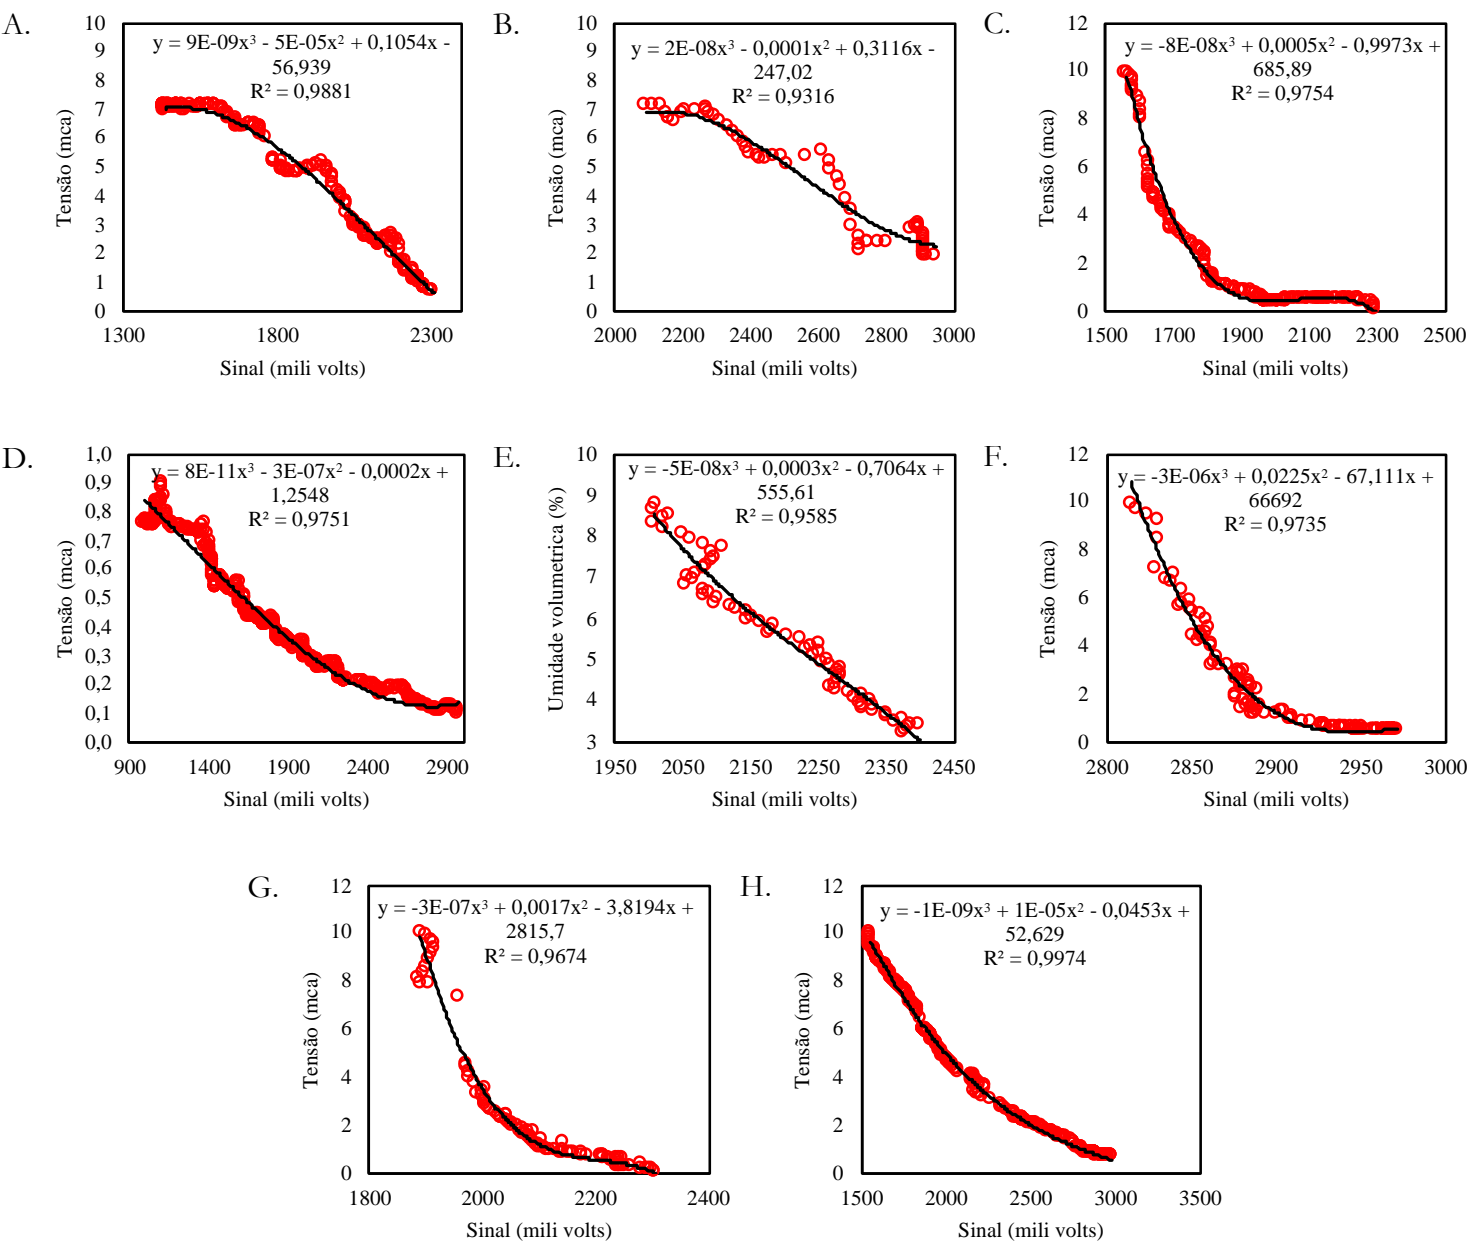 A.
y = 9E-09x³ - 5E-05x² + 0,1054x -
56,939
R² = 0,9881
10
9
8
7
6
5
4
3
2
1
0
Tensão (mca)
1300 1800 2300
Sinal (mili volts)
B.
y = 2E-08x³ - 0,0001x² + 0,3116x -
247,02
R² = 0,9316
10
9
8
7
6
5
4
3
2
1
0
Tensão (mca)
2000 2200 2400 2600 2800 3000
Sinal (mili volts)
C.
y = -8E-08x³ + 0,0005x² - 0,9973x +
685,89
R² = 0,9754
12
10
8
6
4
2
0
Tensão (mca)
1500 1700 1900 2100 2300 2500
Sinal (mili volts)
D.
y = 8E-11x³ - 3E-07x² - 0,0002x +
1,2548
R² = 0,9751
1,0
0,9
0,8
0,7
0,6
0,5
0,4
0,3
0,2
0,1
0,0
Tensão (mca)
900 1400 1900 2400 2900
Sinal (mili volts)
E.
y = -5E-08x³ + 0,0003x² - 0,7064x +
555,61
R² = 0,9585
10
9
8
7
6
5
4
3
Umidade volumetrica (%)
1950 2050 2150 2250 2350 2450
Sinal (mili volts)
F.
y = -3E-06x³ + 0,0225x² - 67,111x +
66692
R² = 0,9735
12
10
8
6
4
2
0
Tensão (mca)
2800 2850 2900 2950 3000
Sinal (mili volts)
G.
y = -3E-07x³ + 0,0017x² - 3,8194x +
2815,7
R² = 0,9674
12
10
8
6
4
2
0
Tensão (mca)
1800 2000 2200 2400
Sinal (mili volts)
H.
y = -1E-09x³ + 1E-05x² - 0,0453x +
52,629
R² = 0,9974
12
10
8
6
4
2
0
Tensão (mca)
1500 2000 2500 3000 3500
Sinal (mili volts)